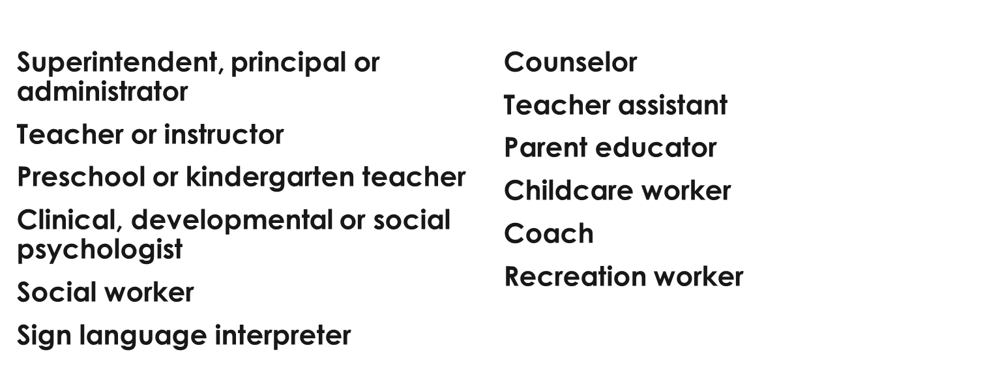 Superintendent, principal or
administrator
Teacher or instructor
Preschool or kindergarten teacher
Clinical, developmental or social
psychologist
Social worker
Sign language interpreter
Counselor
Teacher assistant
Parent educator
Childcare worker
Coach
Recreation worker